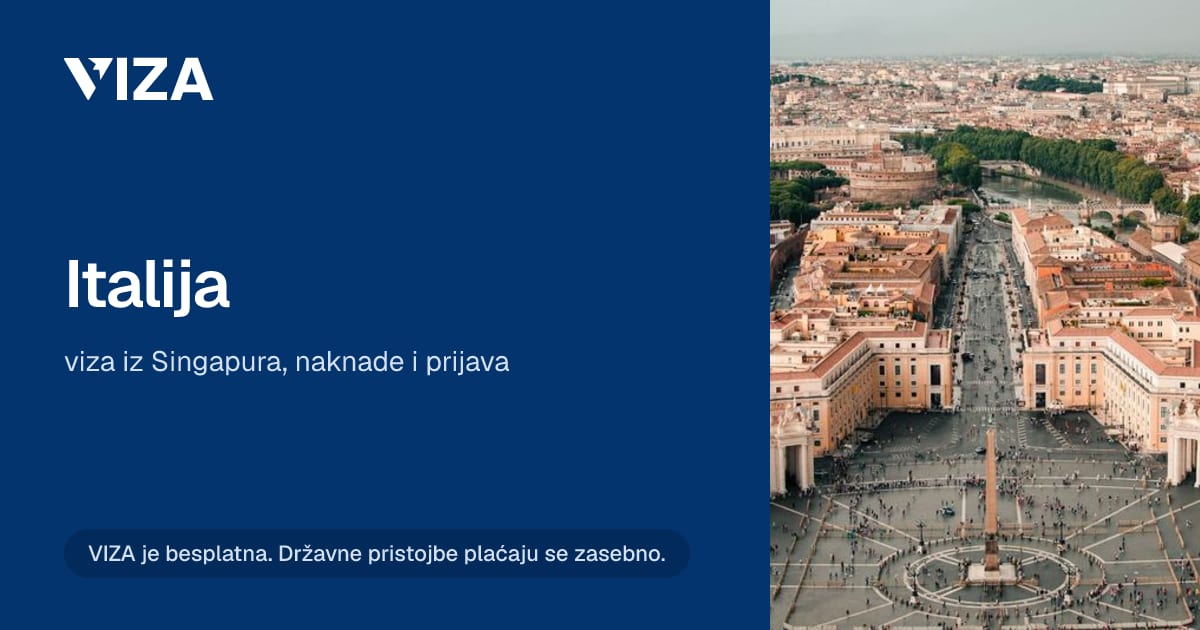 VIZA
Italija
viza iz Singapura, naknade i prijava
VIZA je besplatna. Državne pristojbe plaćaju se zasebno.